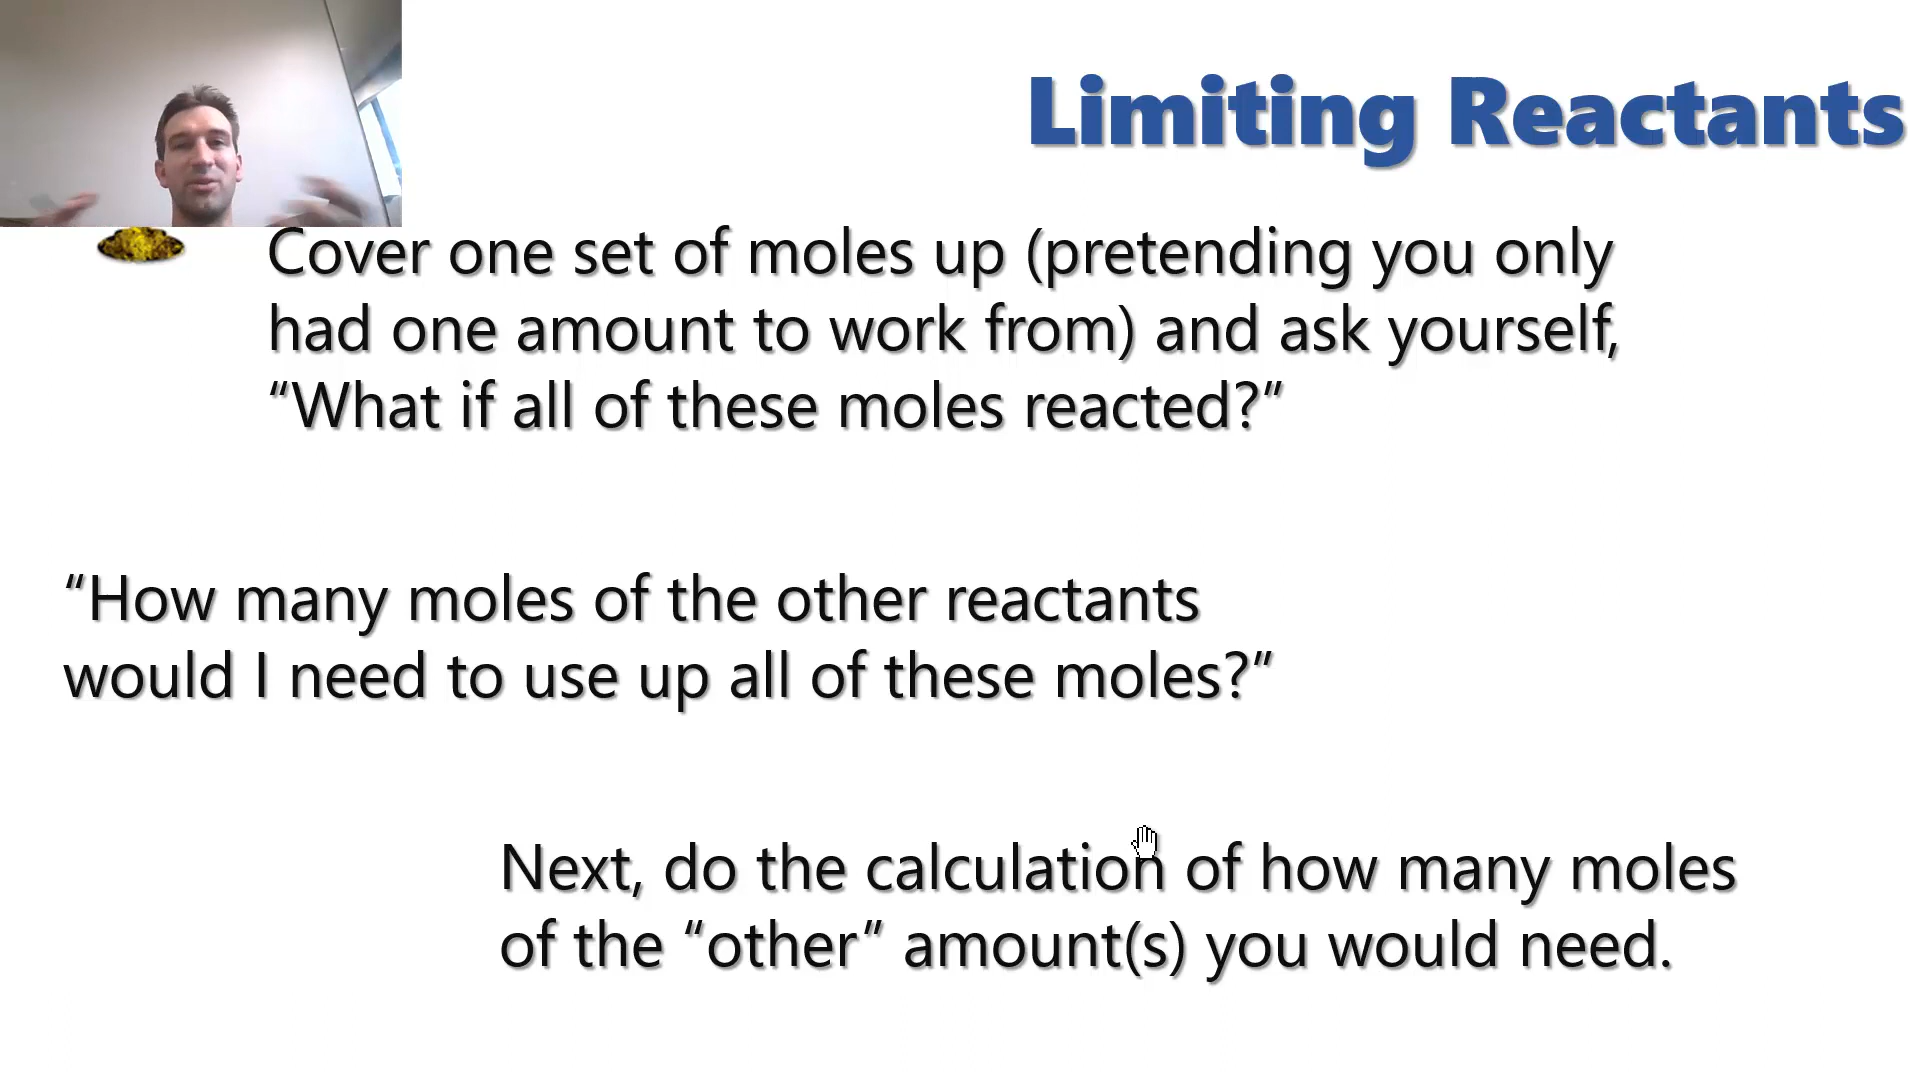 Limiting Reactants
Cover one set of moles up (pretending you only
had one amount to work from) and ask yourself,
“What if all of these moles reacted?”
“How many moles of the other reactants
would I need to use up all of these moles?”
Next, do the calculation of how many moles
of the “other” amount(s) you would need.